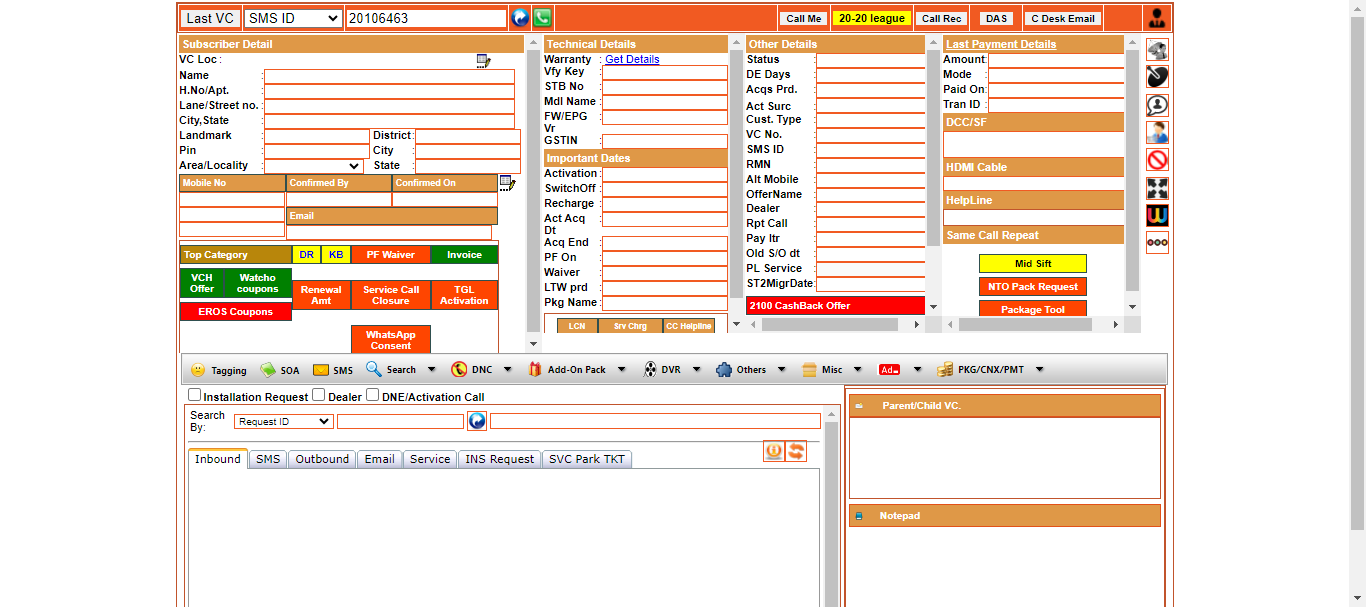 Last VC SMS ID 20106463 Call Me 20-20 league Call Rec DAS C Desk Email
Subscriber Detail
VC Loc :
Name :
H.No/Apt. :
Lane/Street no. :
City,State :
Landmark : District :
Pin : City :
Area/Locality : State :
Mobile No Confirmed By Confirmed On
Email
Top Category DR KB PF Waiver Invoice
VCH Offer
Watcho coupons
Renewal Amt
Service Call Closure
TGL Activation
EROS Coupons
WhatsApp Consent
Technical Details
Warranty : Get Details
Vfy Key :
STB No :
Mdl Name :
FW/EPG Vr :
GSTIN :
Important Dates
Activation :
SwitchOff :
Recharge :
Act Acq Dt :
Acq End :
PF On :
Waiver :
LTW prd :
Pkg Name :
LCN Srv Chrg CC Helpline
Other Details
Status :
DE Days :
Acqs Prd. :
Act Surc :
Cust. Type :
VC No. :
SMS ID :
RMN :
Alt Mobile :
OfferName :
Dealer :
Rpt Call :
Pay Itr :
Old S/O dt :
PL Service :
ST2MigrDate:
2100 CashBack Offer
Last Payment Details
Amount:
Mode :
Paid On:
Tran ID :
DCC/SF
HDMI Cable
HelpLine
Same Call Repeat
Mid Sift
NTO Pack Request
Package Tool
Tagging SOA SMS Search DNC Add-On Pack DVR Others Misc Ad PKG/CNX/PMT
Installation Request Dealer DNE/Activation Call
Search By: Request ID
Inbound SMS Outbound Email Service INS Request SVC Park TKT
Parent/Child VC.
Notepad